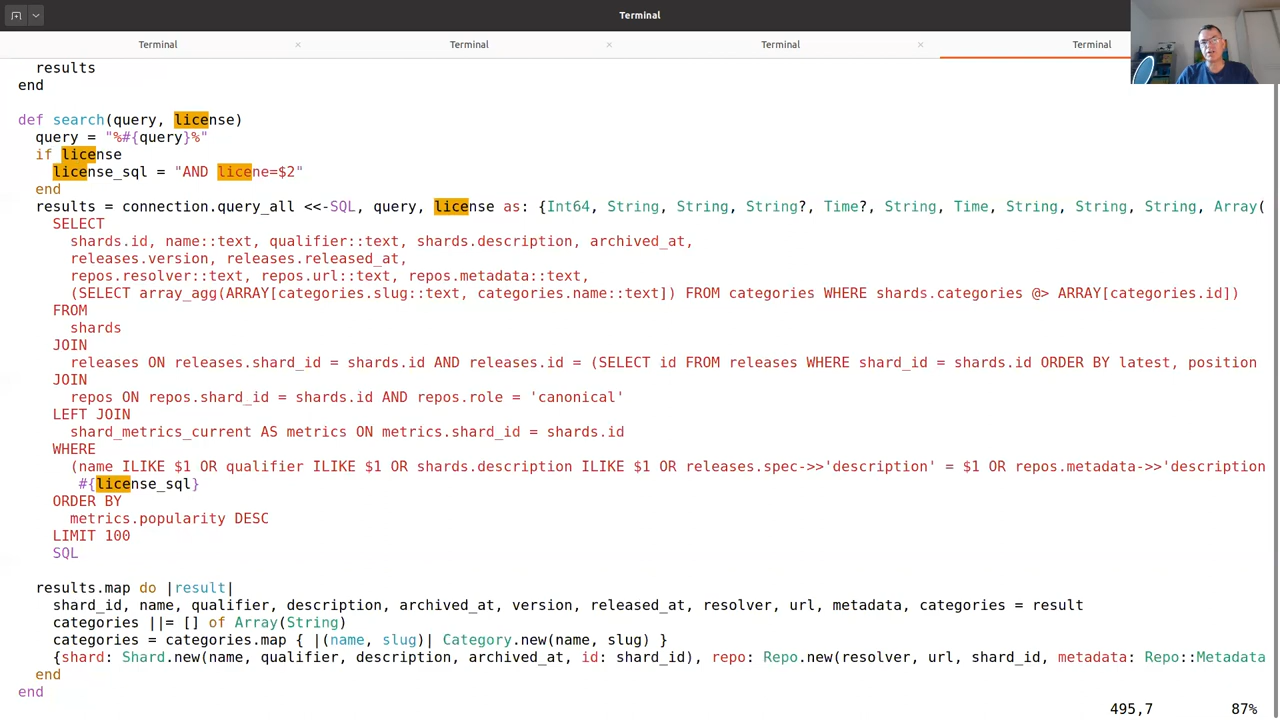 Terminal
Terminal × Terminal × Terminal × Terminal
results
end
def search(query, license)
query = "%#{query}%"
if license
license_sql = "AND licene=$2"
end
results = connection.query_all <<-SQL, query, license as: {Int64, String, String, String?, Time?, String, Time, String, String, String, Array(
SELECT
shards.id, name::text, qualifier::text, shards.description, archived_at,
releases.version, releases.released_at,
repos.resolver::text, repos.url::text, repos.metadata::text,
(SELECT array_agg(ARRAY[categories.slug::text, categories.name::text]) FROM categories WHERE shards.categories @> ARRAY[categories.id])
FROM
shards
JOIN
releases ON releases.shard_id = shards.id AND releases.id = (SELECT id FROM releases WHERE shard_id = shards.id ORDER BY latest, position
JOIN
repos ON repos.shard_id = shards.id AND repos.role = 'canonical'
LEFT JOIN
shard_metrics_current AS metrics ON metrics.shard_id = shards.id
WHERE
(name ILIKE $1 OR qualifier ILIKE $1 OR shards.description ILIKE $1 OR releases.spec->>'description' = $1 OR repos.metadata->>'description
#{license_sql}
ORDER BY
metrics.popularity DESC
LIMIT 100
SQL
results.map do |result|
shard_id, name, qualifier, description, archived_at, version, released_at, resolver, url, metadata, categories = result
categories ||= [] of Array(String)
categories = categories.map { |(name, slug)| Category.new(name, slug) }
{shard: Shard.new(name, qualifier, description, archived_at, id: shard_id), repo: Repo.new(resolver, url, shard_id, metadata: Repo::Metadata
end
end
495,7 87%